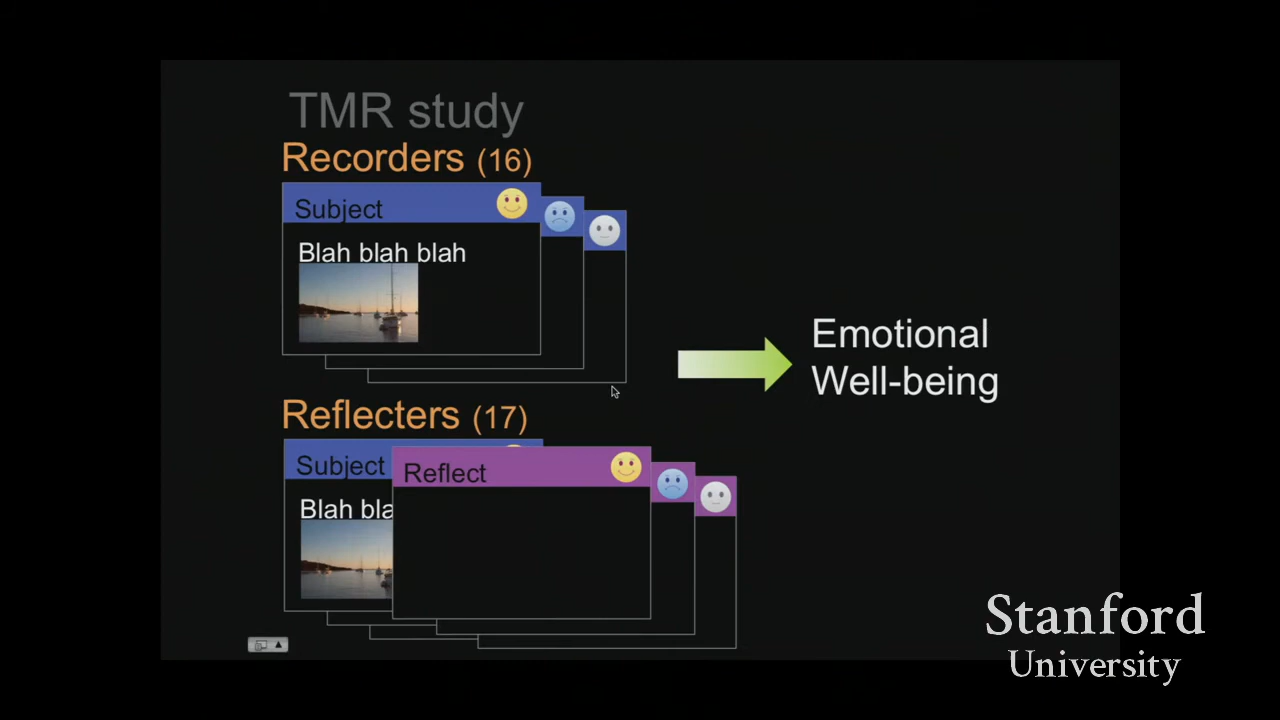 TMR study
Recorders (16)
Subject
Blah blah blah
Emotional
Well-being
Reflecters (17)
Subject
Reflect
Blah bla
Stanford
University